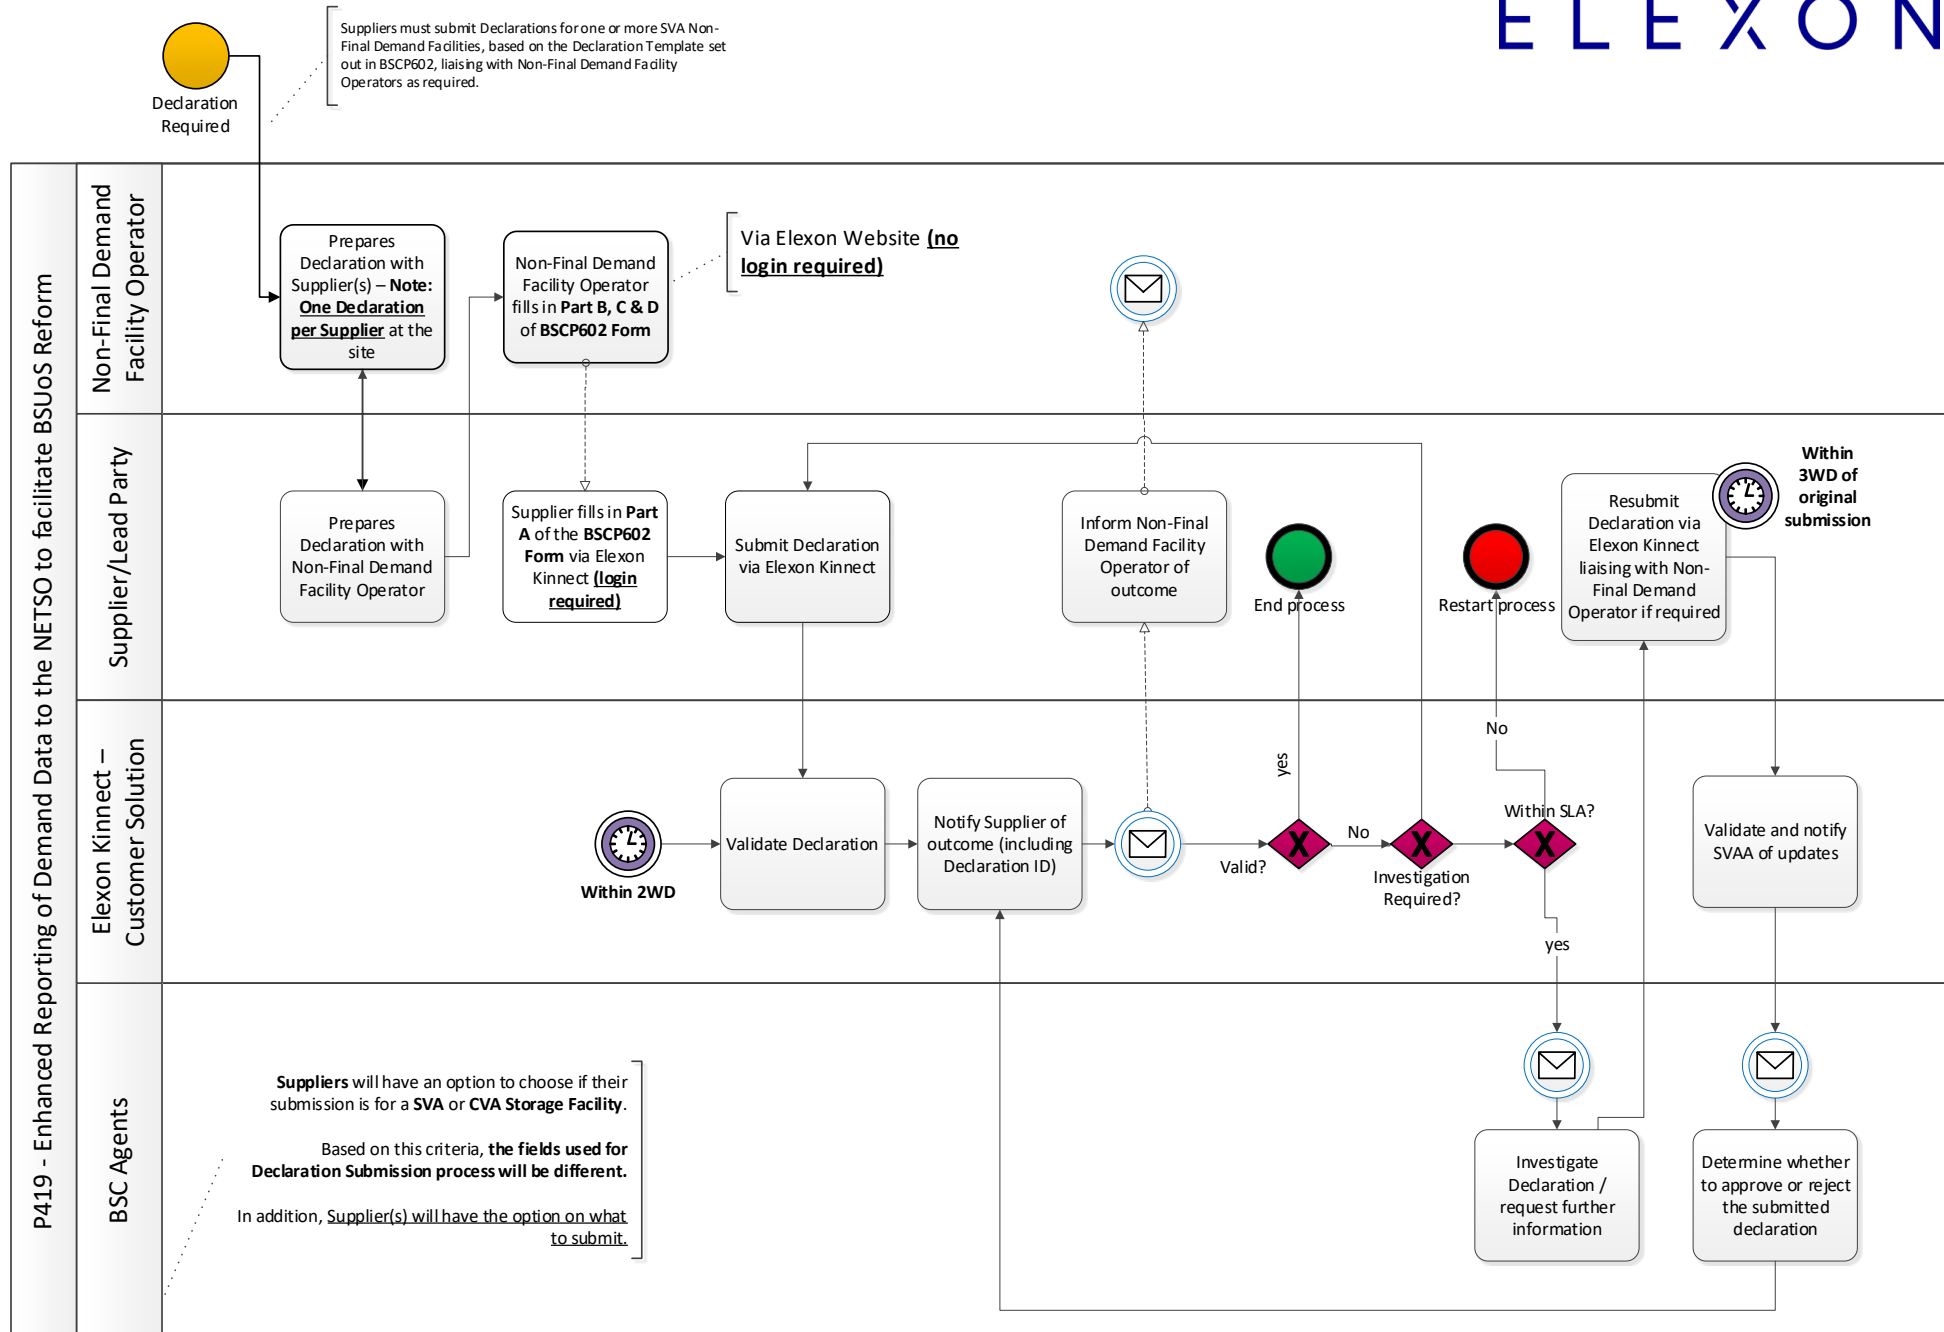 ELEXON
Suppliers must submit Declarations for one or more SVA Non-
Final Demand Facilities, based on the Declaration Template set
out in BSCP602, liaising with Non-Final Demand Facility
Operators as required.
Declaration
Required
P419 - Enhanced Reporting of Demand Data to the NETSO to facilitate BSUoS Reform
Non-Final Demand
Facility Operator
Prepares
Declaration with
Supplier(s) – Note:
One Declaration
per Supplier at the
site
Non-Final Demand
Facility Operator
fills in Part B, C & D
of BSCP602 Form
Via Elexon Website (no
login required)
Supplier/Lead Party
Prepares
Declaration with
Non-Final Demand
Facility Operator
Supplier fills in Part
A of the BSCP602
Form via Elexon
Kinnect (login
required)
Submit Declaration
via Elexon Kinnect
Inform Non-Final
Demand Facility
Operator of
outcome
End process
Restart process
Resubmit
Declaration via
Elexon Kinnect
liaising with Non-
Final Demand
Operator if required
Within
3WD of
original
submission
Elexon Kinnect –
Customer Solution
Within 2WD
Validate Declaration
Notify Supplier of
outcome (including
Declaration ID)
Valid?
yes
No
Investigation
Required?
Within SLA?
No
yes
Validate and notify
SVAA of updates
BSC Agents
Suppliers will have an option to choose if their
submission is for a SVA or CVA Storage Facility.
Based on this criteria, the fields used for
Declaration Submission process will be different.
In addition, Supplier(s) will have the option on what
to submit.
Investigate
Declaration /
request further
information
Determine whether
to approve or reject
the submitted
declaration